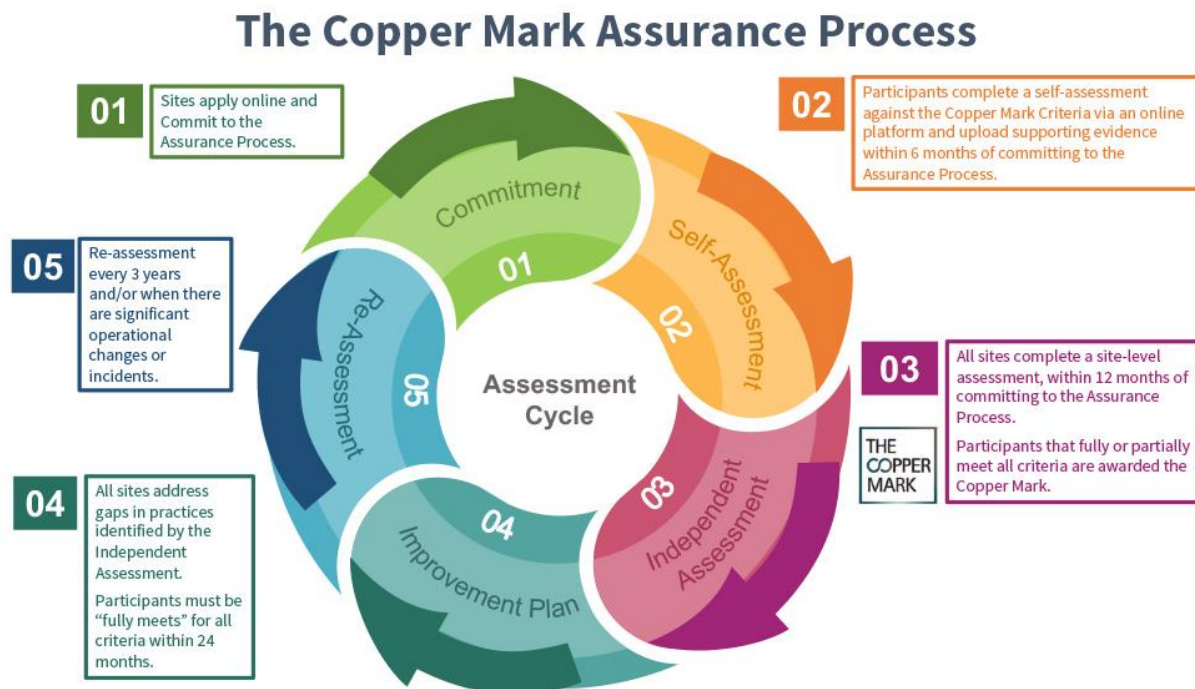 The Copper Mark Assurance Process
01
Sites apply online and
Commit to the
Assurance Process.
02
Participants complete a self-assessment
against the Copper Mark Criteria via an online
platform and upload supporting evidence
within 6 months of committing to the
Assurance Process.
03
All sites complete a site-level
assessment, within 12 months of
committing to the Assurance
Process.
Participants that fully or partially
meet all criteria are awarded the
Copper Mark.
THE
COPPER
MARK
04
All sites address
gaps in practices
identified by the
Independent
Assessment.
Participants must be
“fully meets” for all
criteria within 24
months.
05
Re-assessment
every 3 years
and/or when there
are significant
operational
changes or
incidents.
Commitment
01
Self-Assessment
02
Independent
Assessment
03
Improvement Plan
04
Re-Assessment
05
Assessment
Cycle